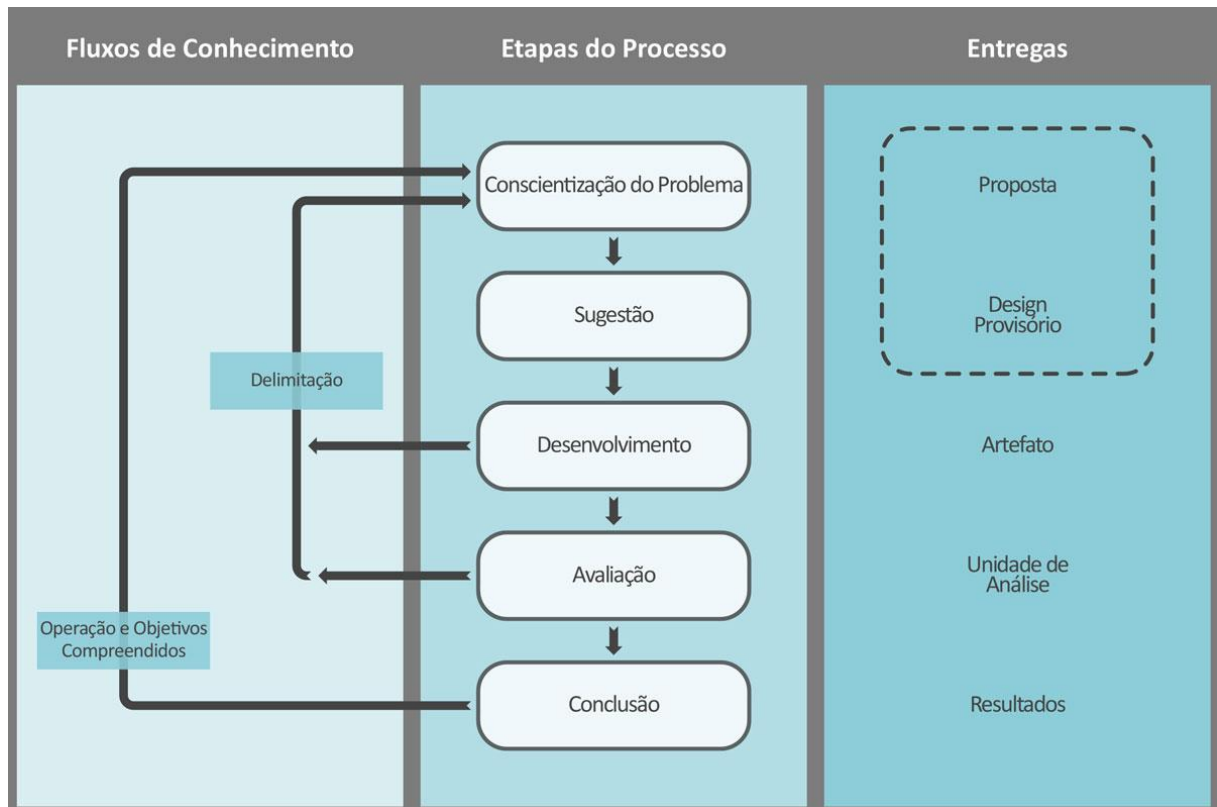 Fluxos de Conhecimento
Etapas do Processo
Entregas
Conscientização do Problema
Proposta
Sugestão
Design
Provisório
Delimitação
Desenvolvimento
Artefato
Avaliação
Unidade de
Análise
Operação e Objetivos
Compreendidos
Conclusão
Resultados